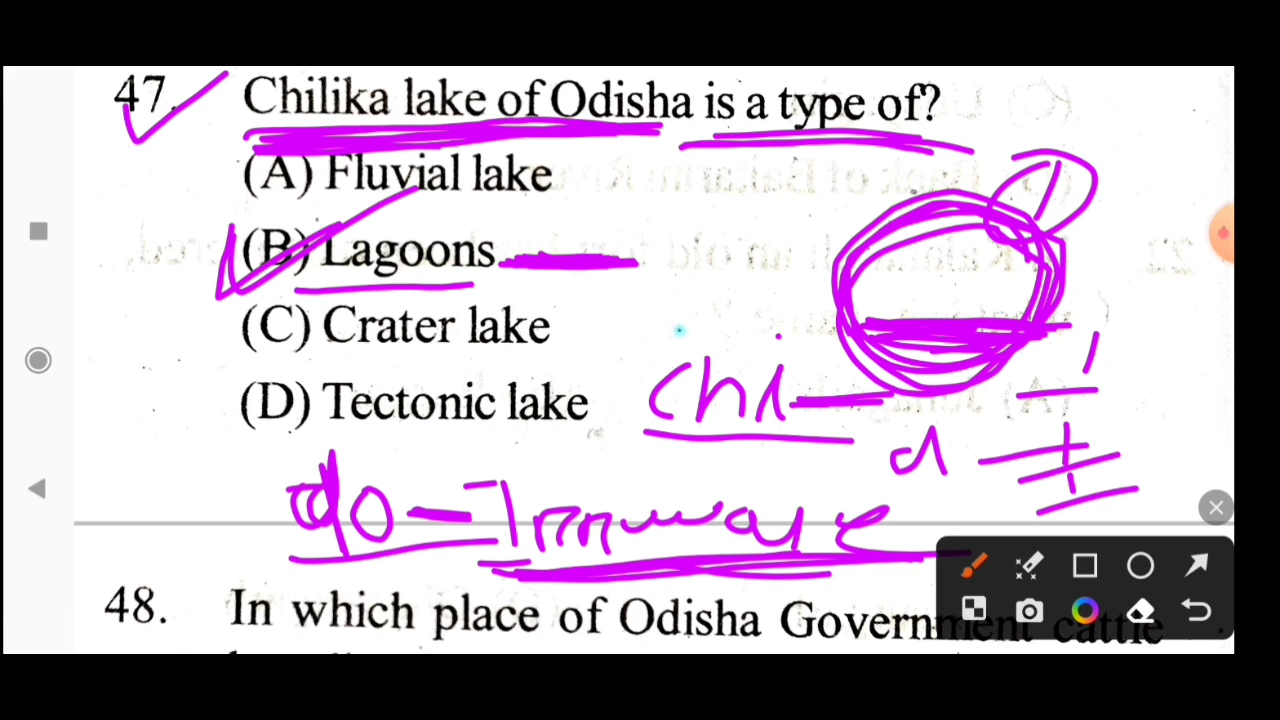 47. Chilika lake of Odisha is a type of?
(A) Fluvial lake
(B) Lagoons
(C) Crater lake
(D) Tectonic lake
chi
48. In which place of Odisha Government cattle